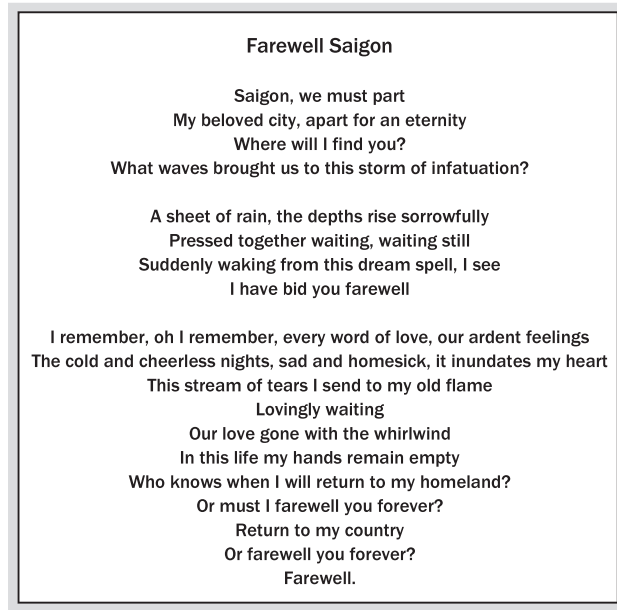 Farewell Saigon
Saigon, we must part
My beloved city, apart for an eternity
Where will I find you?
What waves brought us to this storm of infatuation?
A sheet of rain, the depths rise sorrowfully
Pressed together waiting, waiting still
Suddenly waking from this dream spell, I see
I have bid you farewell
I remember, oh I remember, every word of love, our ardent feelings
The cold and cheerless nights, sad and homesick, it inundates my heart
This stream of tears I send to my old flame
Lovingly waiting
Our love gone with the whirlwind
In this life my hands remain empty
Who knows when I will return to my homeland?
Or must I farewell you forever?
Return to my country
Or farewell you forever?
Farewell.